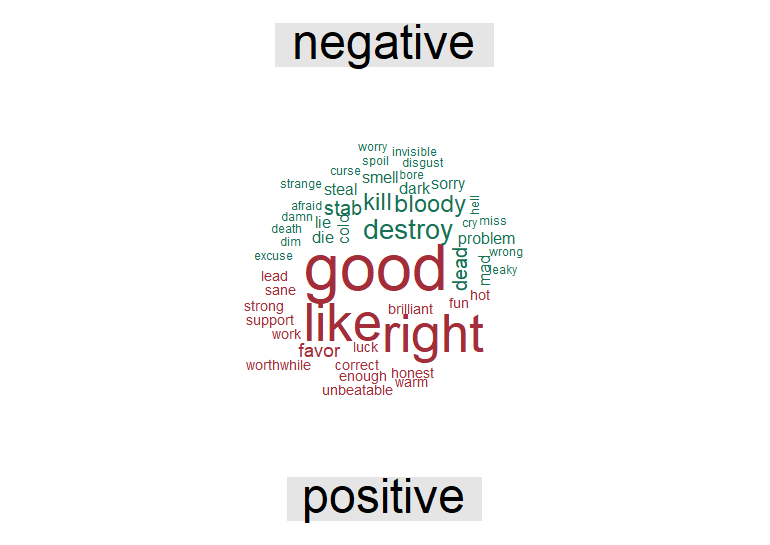 negative
worry
invisible
spoil
disgust
curse
smell
bore
strange
steal
dark
sorry
afraid
stab
kill
bloody
hell
damn
lie
cold
cry
miss
death
die
destroy
problem
dim
wrong
excuse
dead
mad
leaky
good
lead
sane
hot
strong
like
brilliant
fun
support
right
work
favor
luck
worthwhile
correct
enough
honest
warm
unbeatable
positive